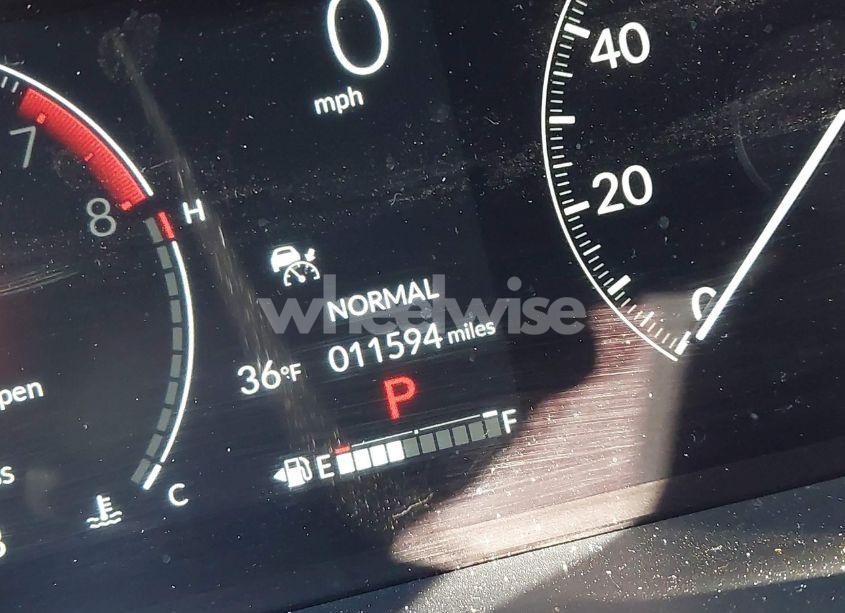 0
mph
40
20
0
7
8
H
NORMAL
011594 miles
36°F
P
E F
C
pen
wheelwise